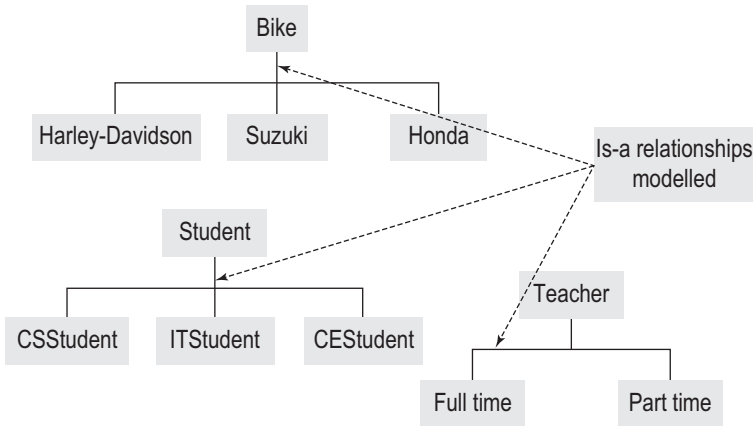 Bike
Harley-Davidson
Suzuki
Honda
Is-a relationships
modelled
Student
CSStudent
ITStudent
CEStudent
Teacher
Full time
Part time